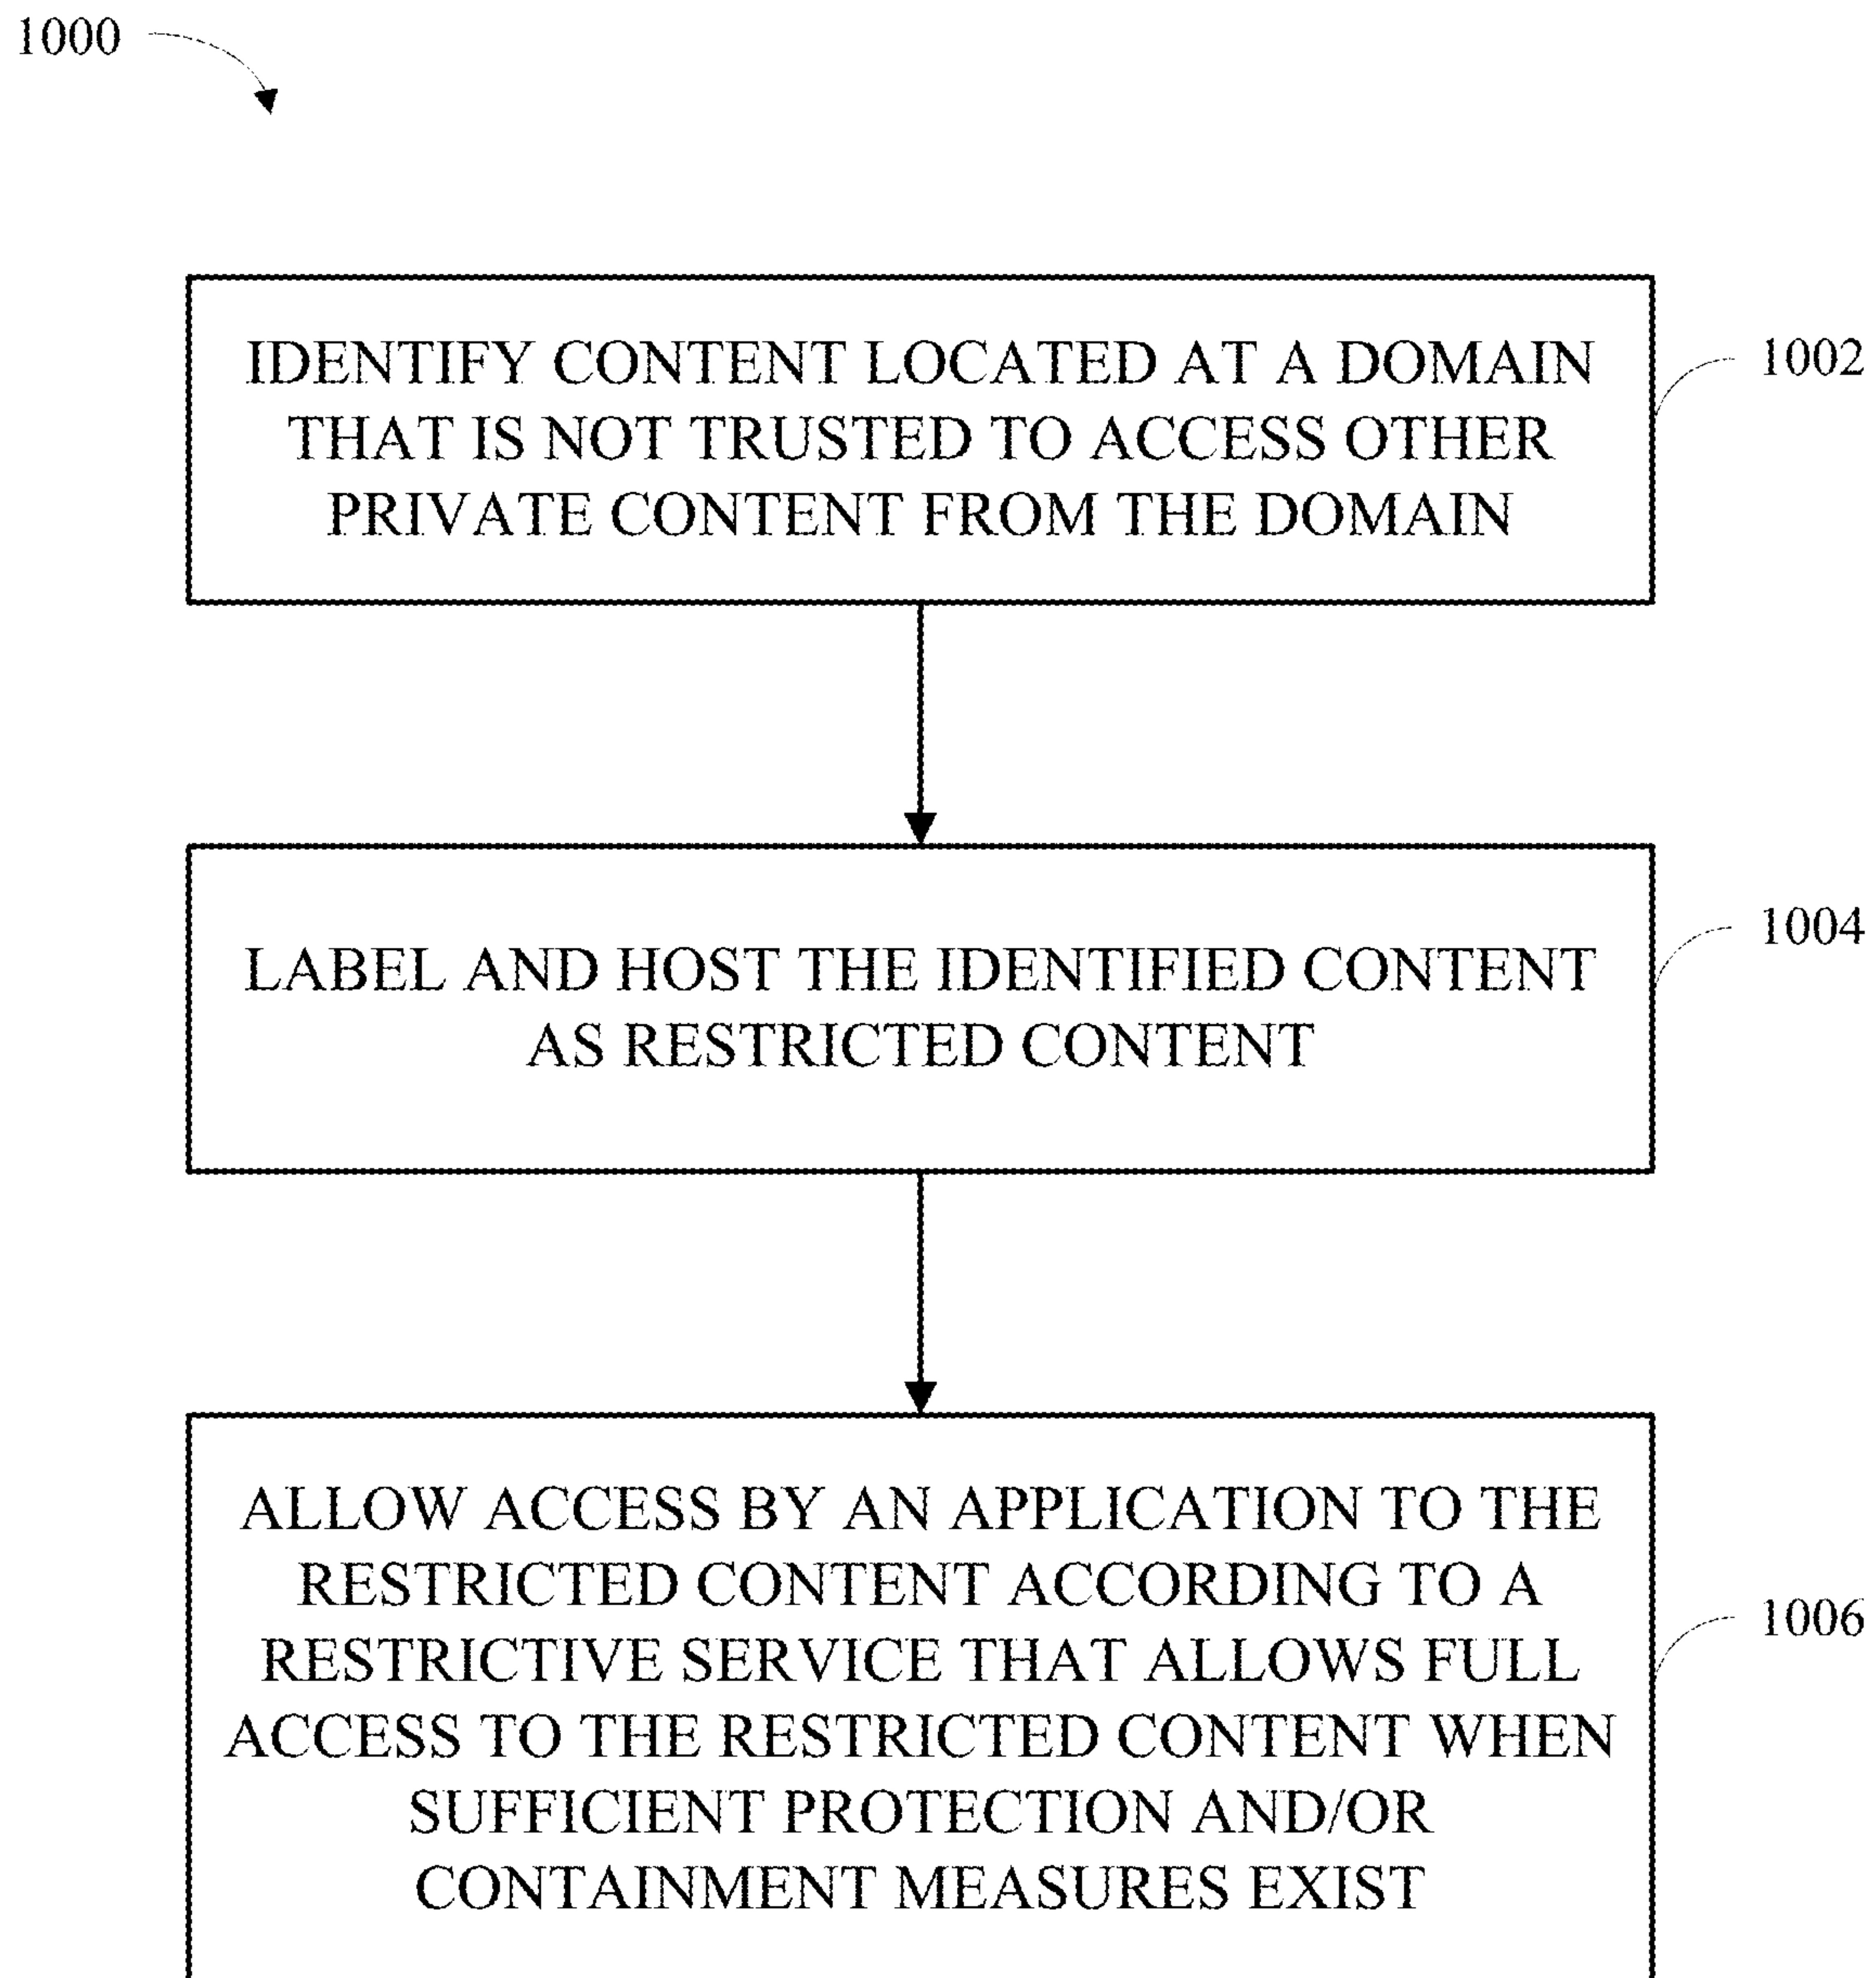 1000
IDENTIFY CONTENT LOCATED AT A DOMAIN
THAT IS NOT TRUSTED TO ACCESS OTHER
PRIVATE CONTENT FROM THE DOMAIN
1002
LABEL AND HOST THE IDENTIFIED CONTENT
AS RESTRICTED CONTENT
1004
ALLOW ACCESS BY AN APPLICATION TO THE
RESTRICTED CONTENT ACCORDING TO A
RESTRICTIVE SERVICE THAT ALLOWS FULL
ACCESS TO THE RESTRICTED CONTENT WHEN
SUFFICIENT PROTECTION AND/OR
CONTAINMENT MEASURES EXIST
1006